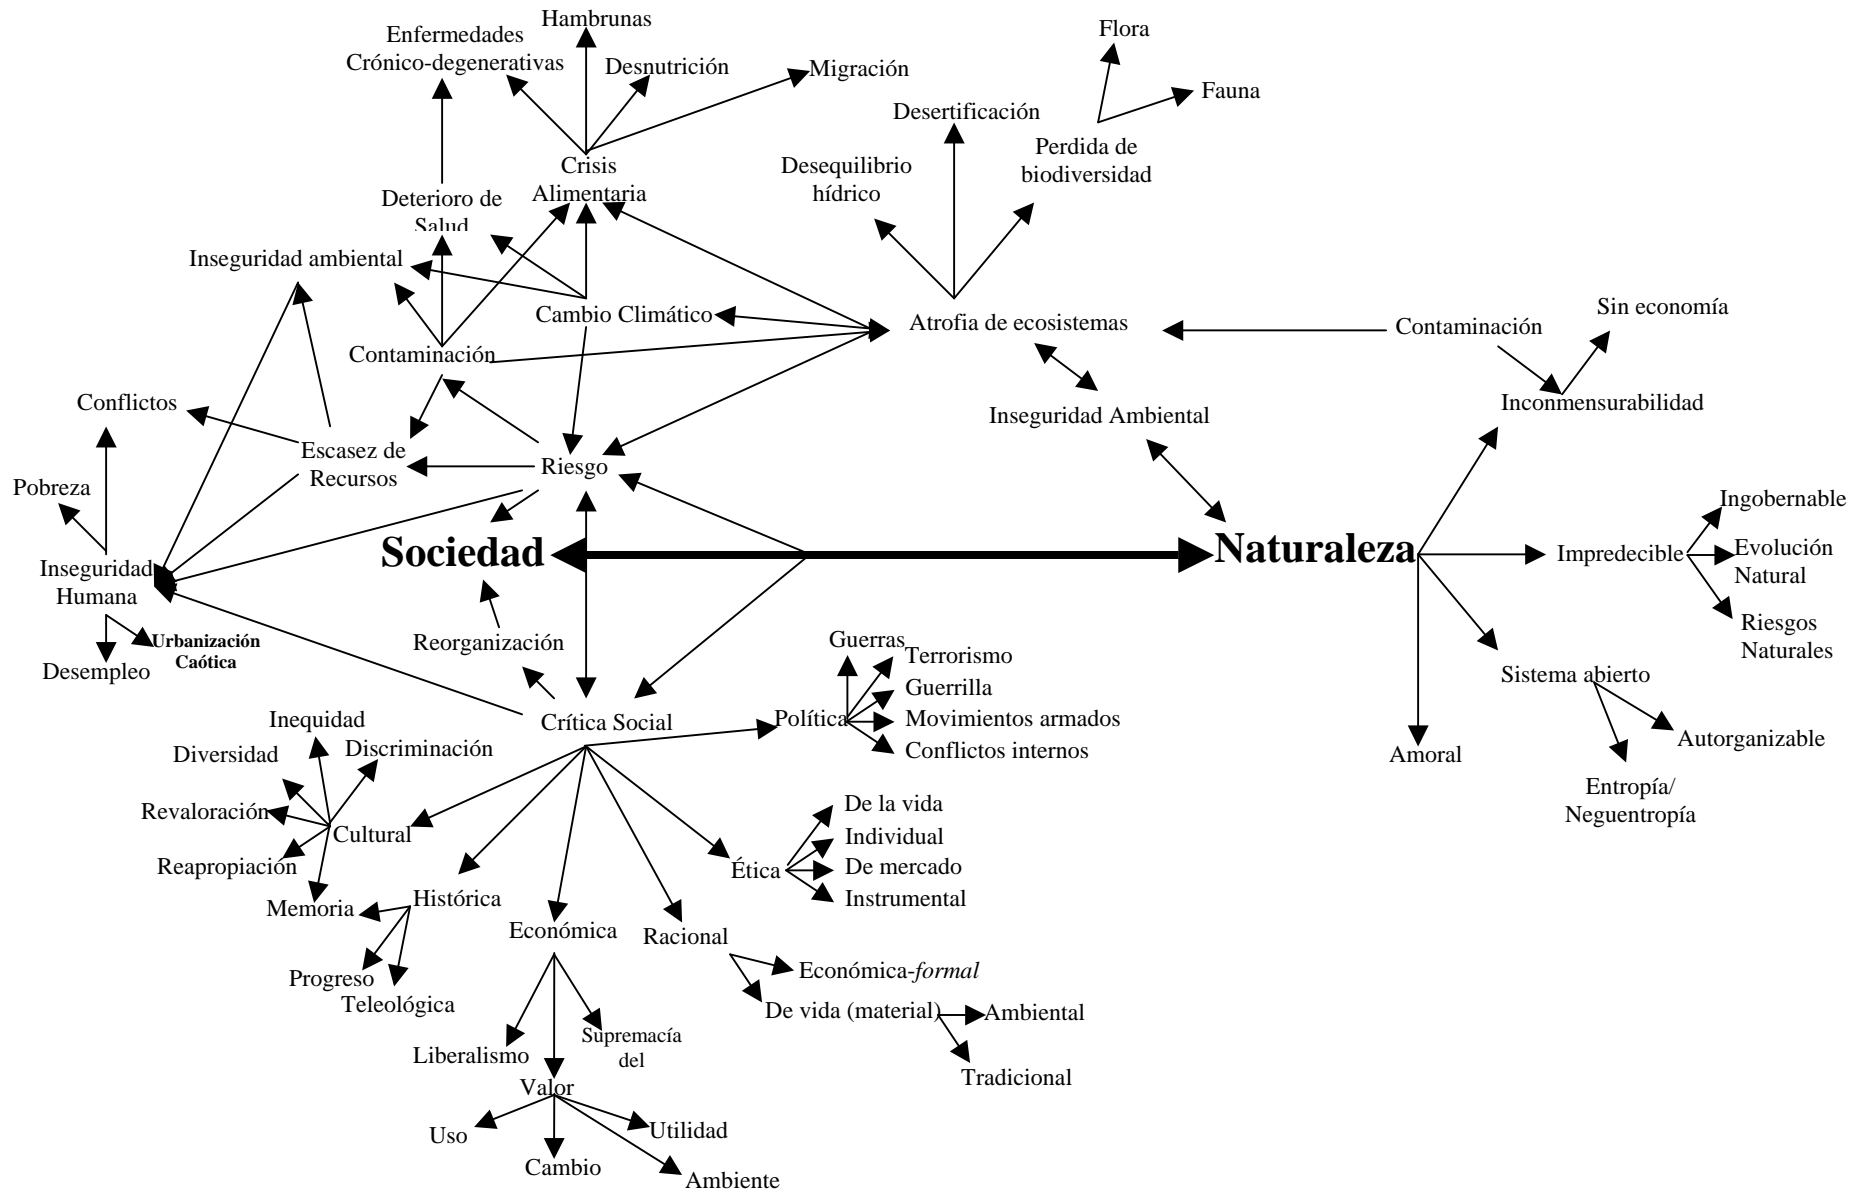 Hambrunas
Enfermedades
Crónico-degenerativas
Desnutrición
Migración
Flora
Fauna
Desertificación
Perdida de
biodiversidad
Desequilibrio
hídrico
Crisis
Alimentaria
Deterioro de
Salud
Inseguridad ambiental
Cambio Climático
Atrofia de ecosistemas
Contaminación
Sin economía
Contaminación
Inconmensurabilidad
Conflictos
Inseguridad Ambiental
Escasez de
Recursos
Riesgo
Pobreza
Ingobernable
Sociedad
Naturaleza
Impredecible
Evolución
Natural
Inseguridad
Humana
Riesgos
Naturales
Urbanización
Caótica
Desempleo
Reorganización
Guerras
Terrorismo
Guerrilla
Política
Movimientos armados
Conflictos internos
Sistema abierto
Autorganizable
Amoral
Entropía/
Neguentropía
Crítica Social
Inequidad
Discriminación
Diversidad
Revaloración
Cultural
Reapropiación
Memoria
Histórica
Progreso
Teleológica
De la vida
Individual
Ética
De mercado
Instrumental
Económica
Racional
Económica-formal
De vida (material)
Ambiental
Tradicional
Liberalismo
Supremacía
del
Valor
Uso
Cambio
Utilidad
Ambiente